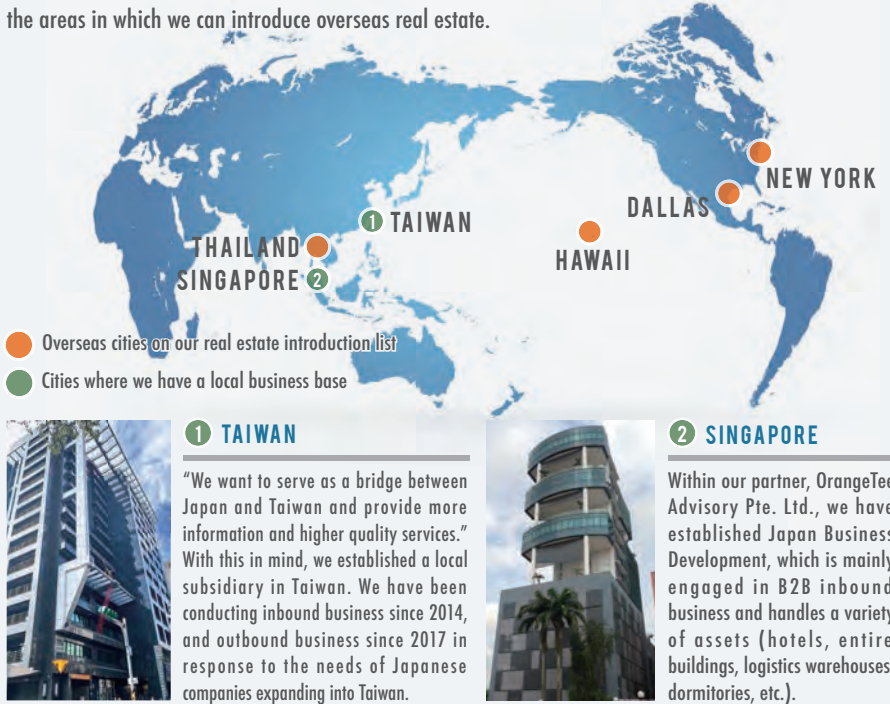 the areas in which we can introduce overseas real estate.
NEW YORK
DALLAS
1 TAIWAN
THAILAND
HAWAII
SINGAPORE 2
Overseas cities on our real estate introduction list
Cities where we have a local business base
1 TAIWAN
“We want to serve as a bridge between
Japan and Taiwan and provide more
information and higher quality services.”
With this in mind, we established a local
subsidiary in Taiwan. We have been
conducting inbound business since 2014,
and outbound business since 2017 in
response to the needs of Japanese
companies expanding into Taiwan.
2 SINGAPORE
Within our partner, OrangeTee
Advisory Pte. Ltd., we have
established Japan Business
Development, which is mainly
engaged in B2B inbound
business and handles a variety
of assets (hotels, entire
buildings, logistics warehouses,
dormitories, etc.).